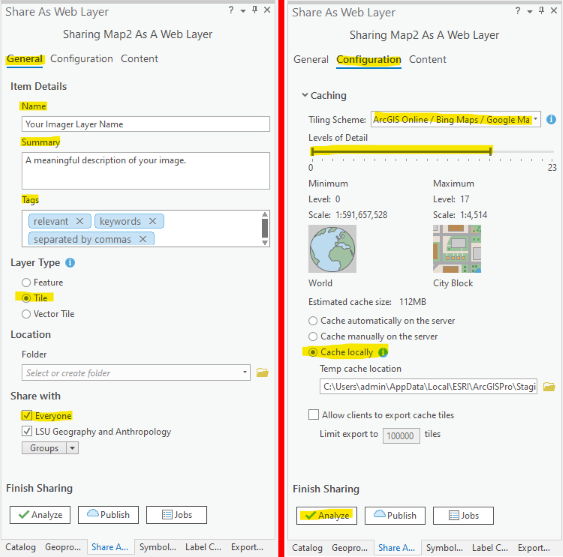 Share As Web Layer
Sharing Map2 As A Web Layer
General Configuration Content
Item Details
Name
Your Imager Layer Name
Summary
A meaningful description of your image.
Tags
relevant × keywords ×
separated by commas ×
Layer Type
Feature
Tile
Vector Tile
Location
Folder
Select or create folder
Share with
Everyone
LSU Geography and Anthropology
Groups
Finish Sharing
Analyze Publish Jobs
Catalog Geopro... Share A... Symbol... Label C... Export...
Share As Web Layer
Sharing Map2 As A Web Layer
General Configuration Content
Caching
Tiling Scheme: ArcGIS Online / Bing Maps / Google Ma
Levels of Detail
0 23
Minimum Maximum
Level: 0 Level: 17
Scale: 1:591,657,528 Scale: 1:4,514
World City Block
Estimated cache size: 112MB
Cache automatically on the server
Cache manually on the server
Cache locally
Temp cache location
C:\Users\admin\AppData\Local\ESRI\ArcGISPro\Stagi
Allow clients to export cache tiles
Limit export to 100000 tiles
Finish Sharing
Analyze Publish Jobs
Catalog Geopro... Share A... Symbol... Label C... Export...